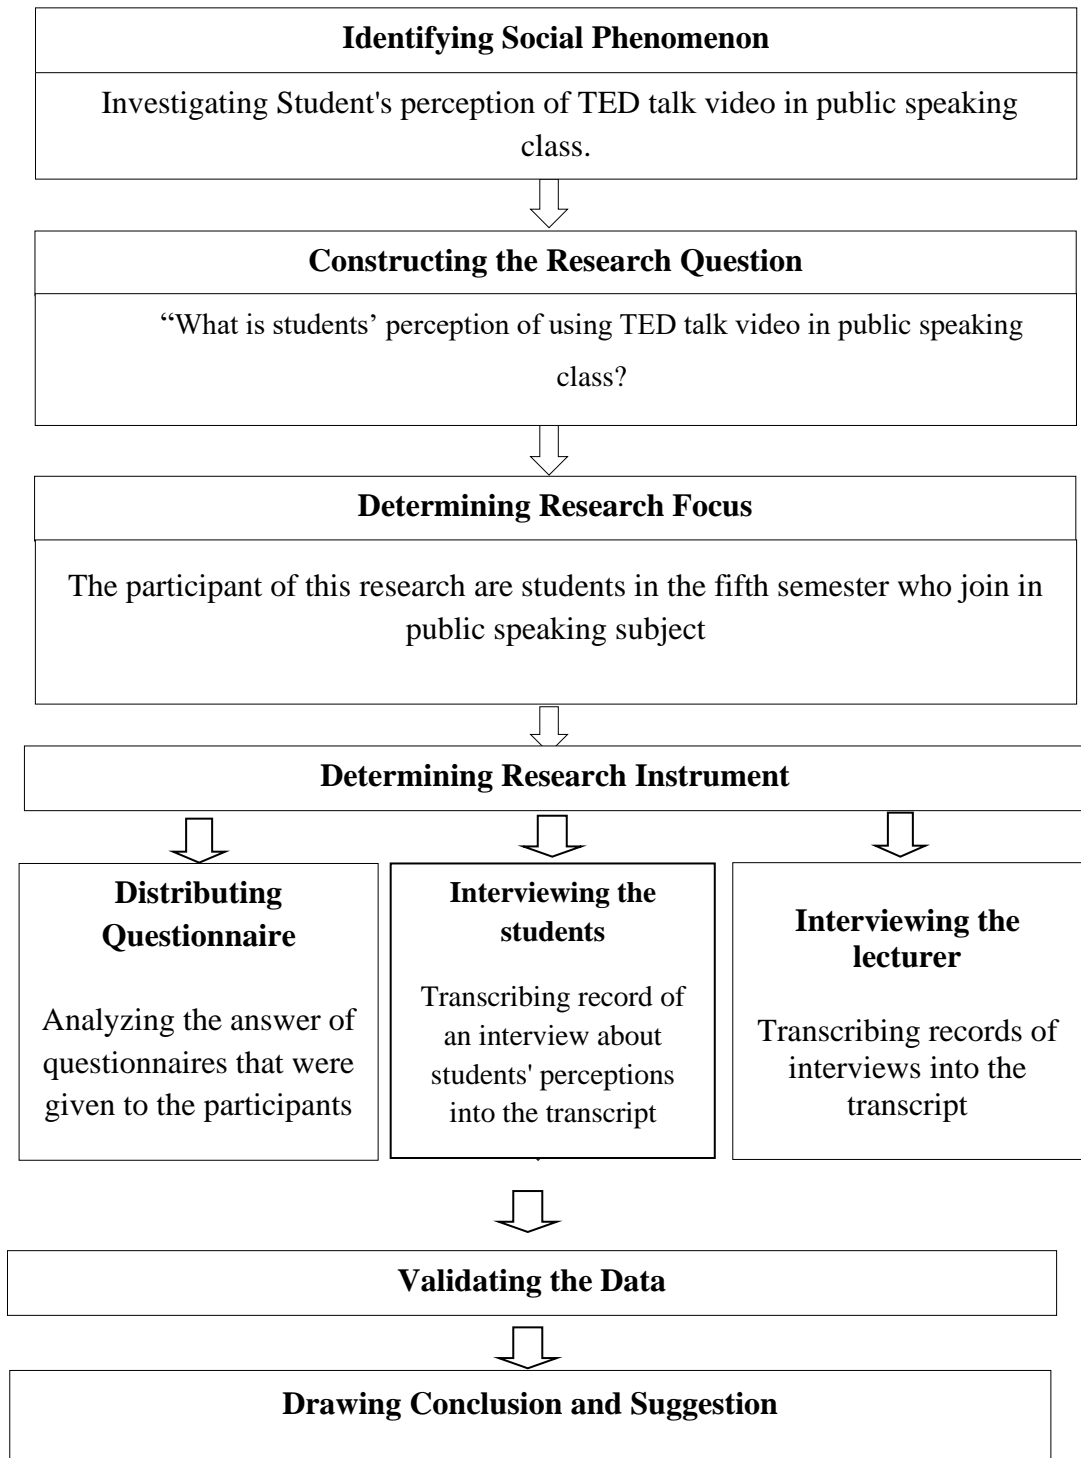 Identifying Social Phenomenon
Investigating Student's perception of TED talk video in public speaking
class.
Constructing the Research Question
“What is students’ perception of using TED talk video in public speaking
class?
Determining Research Focus
The participant of this research are students in the fifth semester who join in
public speaking subject
Determining Research Instrument
Distributing
Questionnaire
Analyzing the answer of
questionnaires that were
given to the participants
Interviewing the
students
Transcribing record of
an interview about
students' perceptions
into the transcript
Interviewing the
lecturer
Transcribing records of
interviews into the
transcript
Validating the Data
Drawing Conclusion and Suggestion